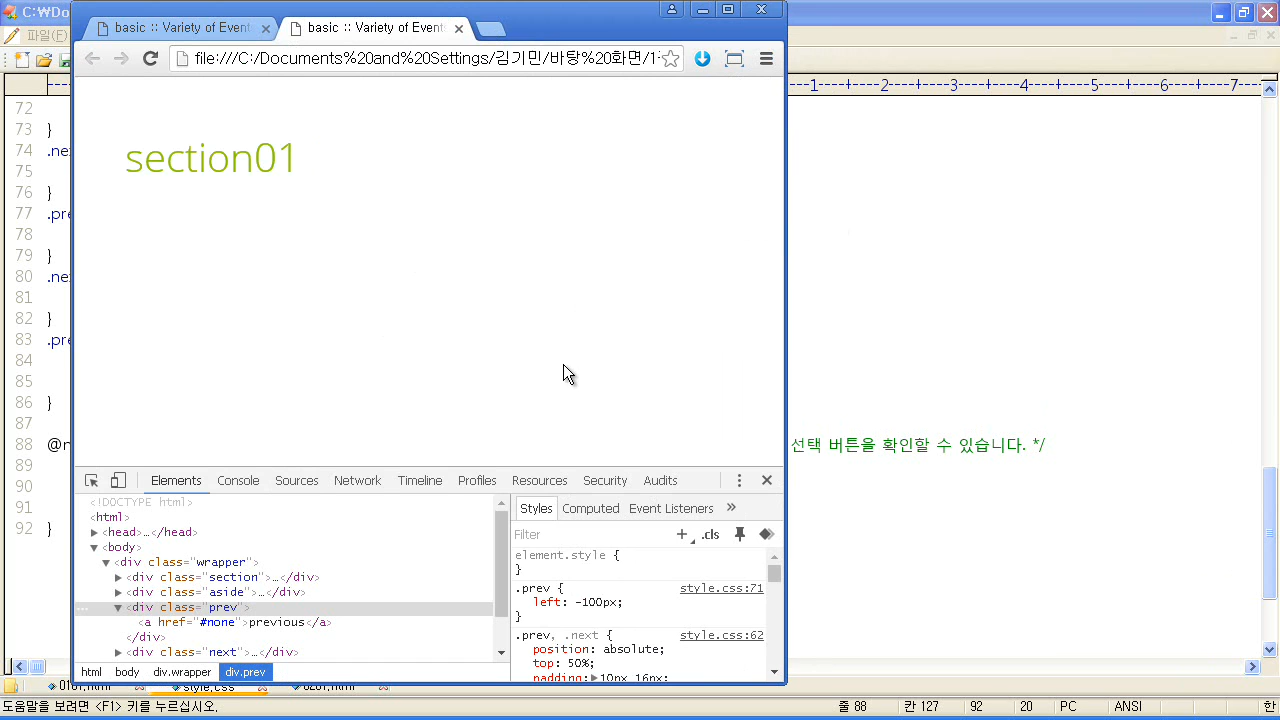 C:₩Do
파일(F)
basic :: Variety of Event
basic :: Variety of Event
file:///C:/Documents%20and%20Settings/김기민/바탕%20화면/1
----1----+----2----+----3----+----4----+----5----+----6----+----7--
72
73 }
74 .ne
75
76 }
77 .pre
78
79 }
80 .ne
81
82 }
83 .pre
84
85
86 }
87
88 @m 선택 버튼을 확인할 수 있습니다. */
89
90
91
92 }
section01
Elements Console Sources Network Timeline Profiles Resources Security Audits
<!DOCTYPE html>
<html>
<head>…</head>
<body>
<div class="wrapper">
<div class="section">…</div>
<div class="aside">…</div>
<div class="prev">
<a href="#none">previous</a>
</div>
<div class="next">…</div>
html body div.wrapper div.prev
Styles Computed Event Listeners »
Filter + .cls
element.style {
}
.prev { style.css:71
left: -100px;
}
.prev, .next { style.css:62
position: absolute;
top: 50%;
padding: 10px 16px;
0101.html style.css 0201.html
도움말을 보려면 <F1> 키를 누르십시오. 줄 88 칸 127 92 20 PC ANSI 한